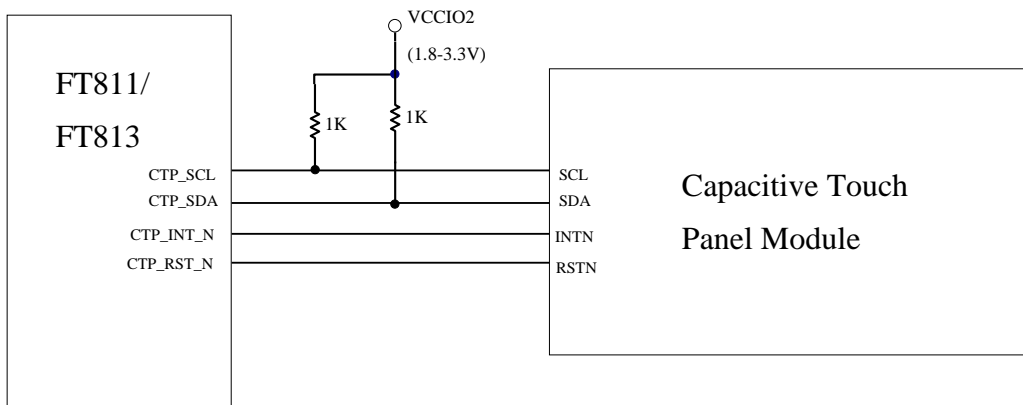 VCCIO2
(1.8-3.3V)
FT811/
FT813
1K
1K
CTP_SCL
CTP_SDA
CTP_INT_N
CTP_RST_N
SCL
SDA
INTN
RSTN
Capacitive Touch
Panel Module